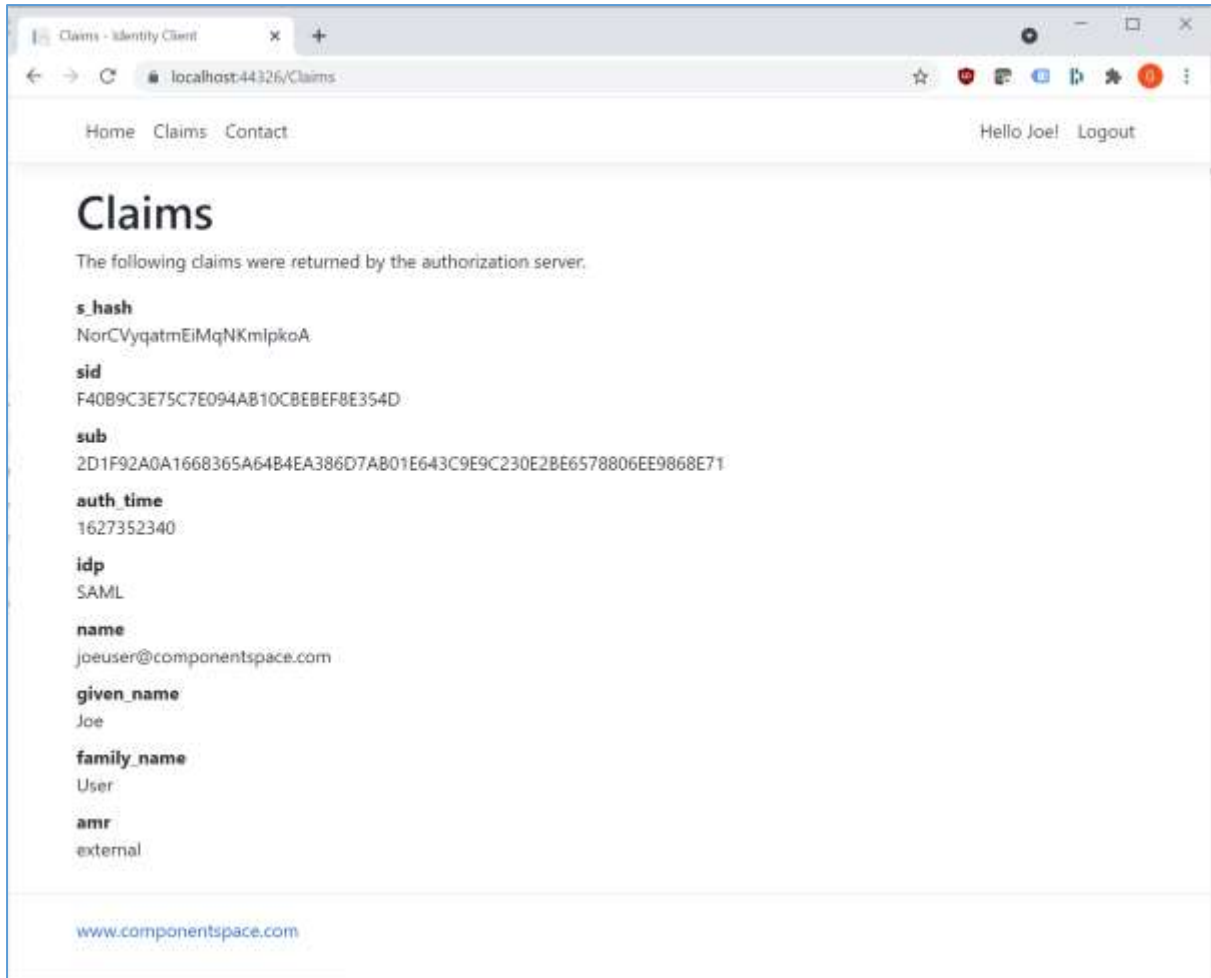 Claims - Identity Client
localhost:44326/Claims
Home Claims Contact
Hello Joe! Logout
Claims
The following claims were returned by the authorization server.
s_hash
NorCVyqatmEiMqNKmIpkoA
sid
F40B9C3E75C7E094AB10CBEBEF8E354D
sub
2D1F92A0A1668365A64B4EA386D7AB01E643C9E9C230E2BE6578806EE9868E71
auth_time
1627352340
idp
SAML
name
joeuser@componentspace.com
given_name
Joe
family_name
User
amr
external
www.componentspace.com